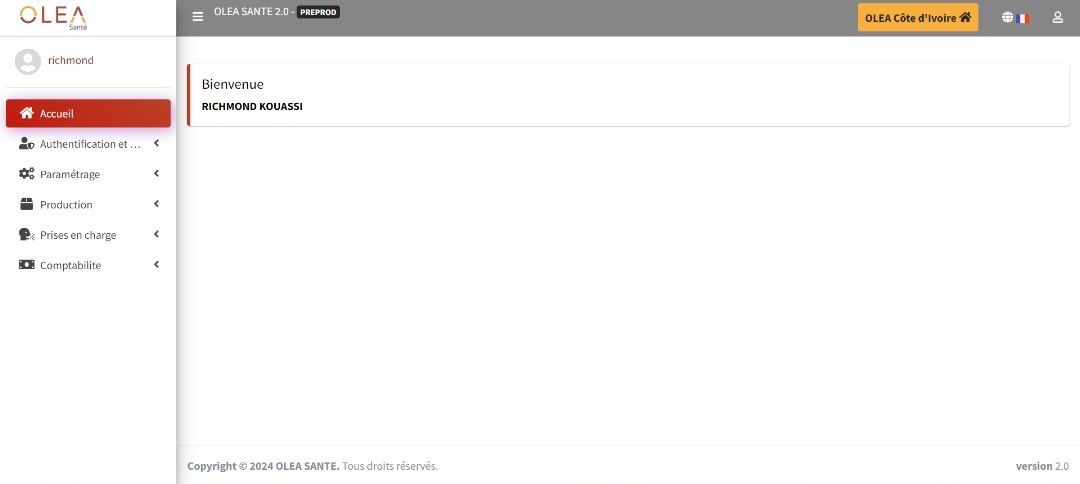 OLEA
Santé
OLEA SANTE 2.0 - PREPROD
OLEA Côte d'Ivoire
richmond
Accueil
Authentification et ...
Paramétrage
Production
Prises en charge
Comptabilite
Bienvenue
RICHMOND KOUASSI
Copyright © 2024 OLEA SANTE. Tous droits réservés.
version 2.0